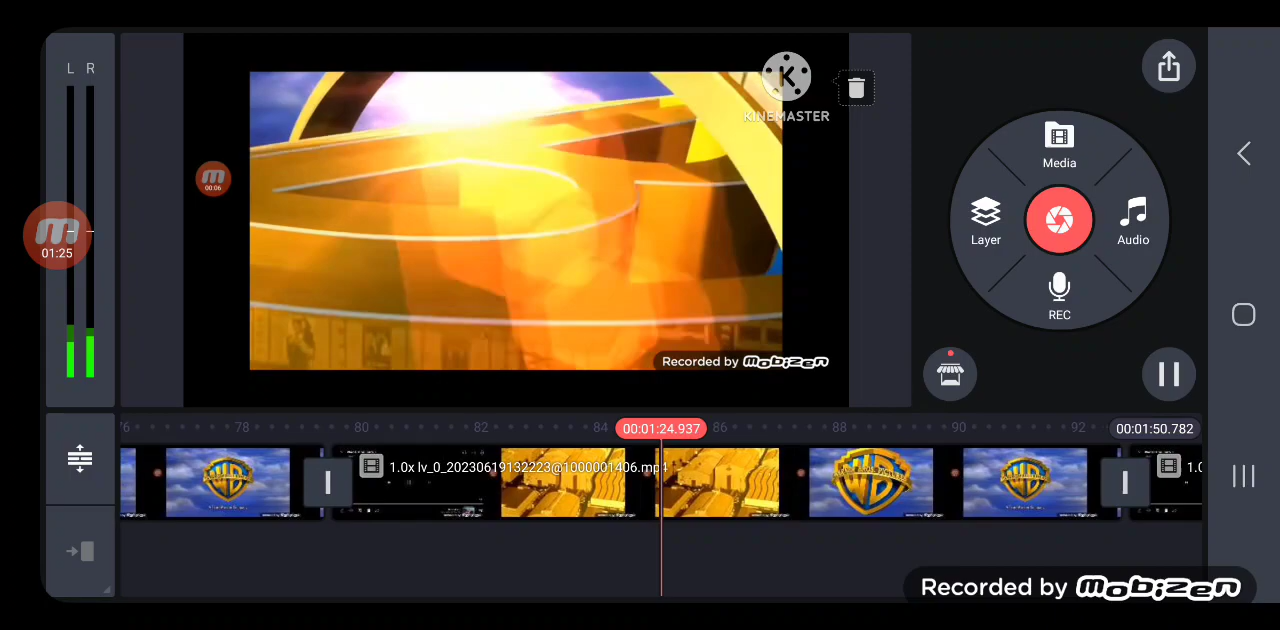 L R
01:25
00:06
KINEMASTER
Recorded by mobizen
Media
Layer
Audio
REC
76 78 80 82 84 00:01:24.937 86 88 90 92 00:01:50.782
1.0x lv_0_20230619132223@1000001406.mp4
1.0
Recorded by mobizen